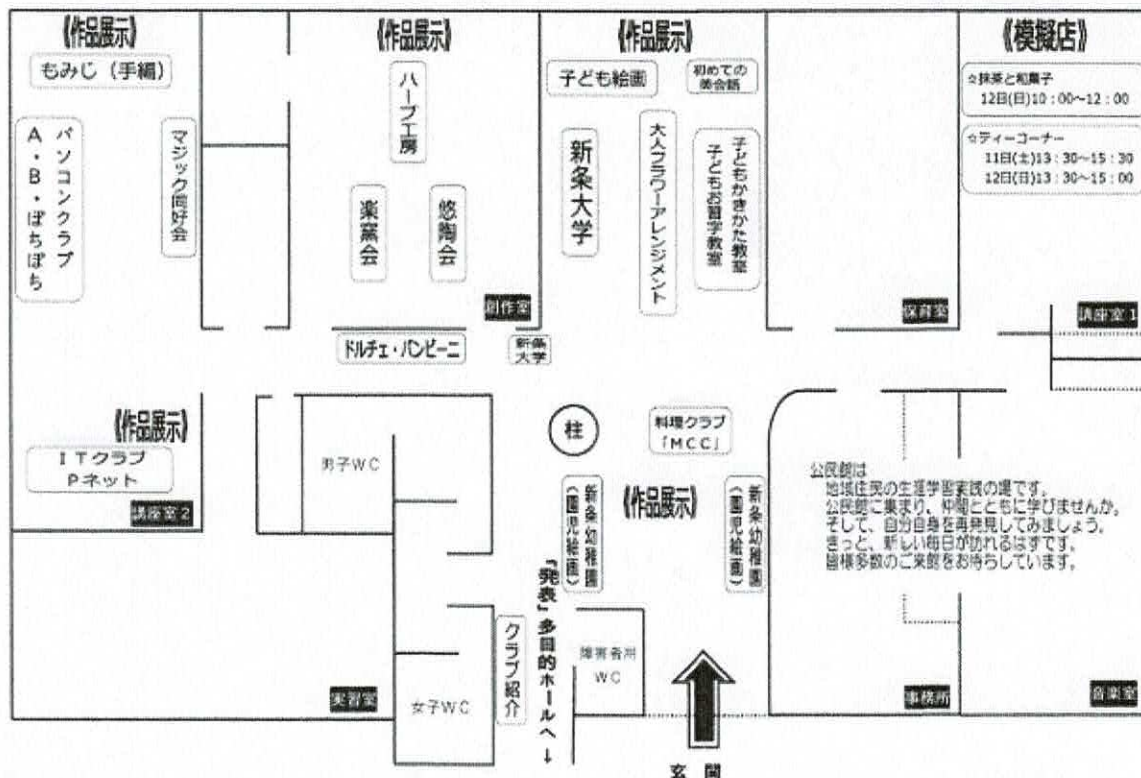 《作品展示》
もみじ（手編）
パソコンクラブ
A・B・ぽちぽち
マジック同好会
《作品展示》
ITクラブ
Pネット
講座室2
《作品展示》
ハーブ工房
楽窯会
悠陶会
創作室
ドルチェ・バンビーニ
新条
大学
《作品展示》
子ども絵画
初めての
英会話
新条大学
大人フラワーアレンジメント
子どもかきかた教室
子どもお習字教室
保育室
《模擬店》
☆抹茶と和菓子
12日(日)10：00～12：00
☆ティーコーナー
11日(土)13：30～15：30
12日(日)13：30～15：00
講座室1
男子WC
柱
料理クラブ
「MCC」
《作品展示》
新条幼稚園
（園児絵画）
新条幼稚園
（園児絵画）
公民館は
地域住民の生涯学習実践の場です。
公民館に集まり、仲間とともに学びませんか。
そして、自分自身を再発見してみましょう。
きっと、新しい毎日が訪れるはずです。
皆様多数のご来館をお待ちしています。
実習室
女子WC
クラブ紹介
『発表』多目的ホールへ↓
障害者用
WC
事務所
音楽室
玄関